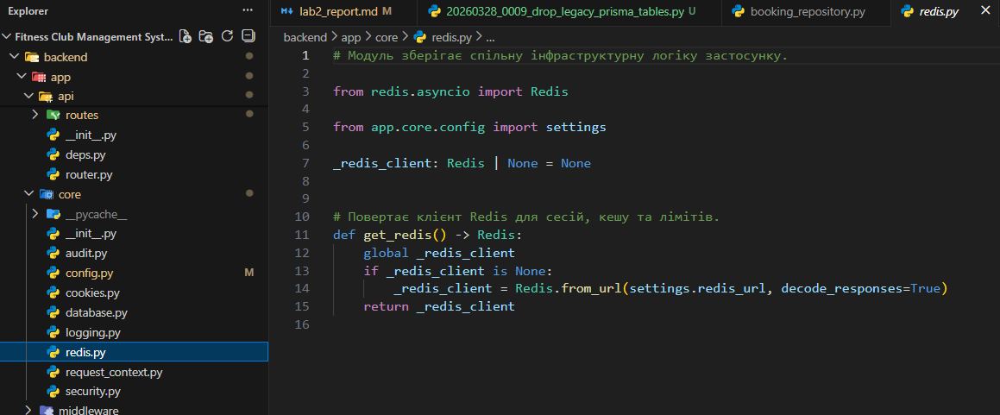 Explorer
lab2_report.md M
20260328_0009_drop_legacy_prisma_tables.py U
booking_repository.py
redis.py
Fitness Club Management Syst...
backend > app > core > redis.py > ...
backend
app
api
routes
__init__.py
deps.py
router.py
core
__pycache__
__init__.py
audit.py
config.py M
cookies.py
database.py
logging.py
redis.py
request_context.py
security.py
middleware
1 # Модуль зберігає спільну інфраструктурну логіку застосунку.
2
3 from redis.asyncio import Redis
4
5 from app.core.config import settings
6
7 _redis_client: Redis | None = None
8
9
10 # Повертає клієнт Redis для сесій, кешу та лімітів.
11 def get_redis() -> Redis:
12 global _redis_client
13 if _redis_client is None:
14 _redis_client = Redis.from_url(settings.redis_url, decode_responses=True)
15 return _redis_client
16